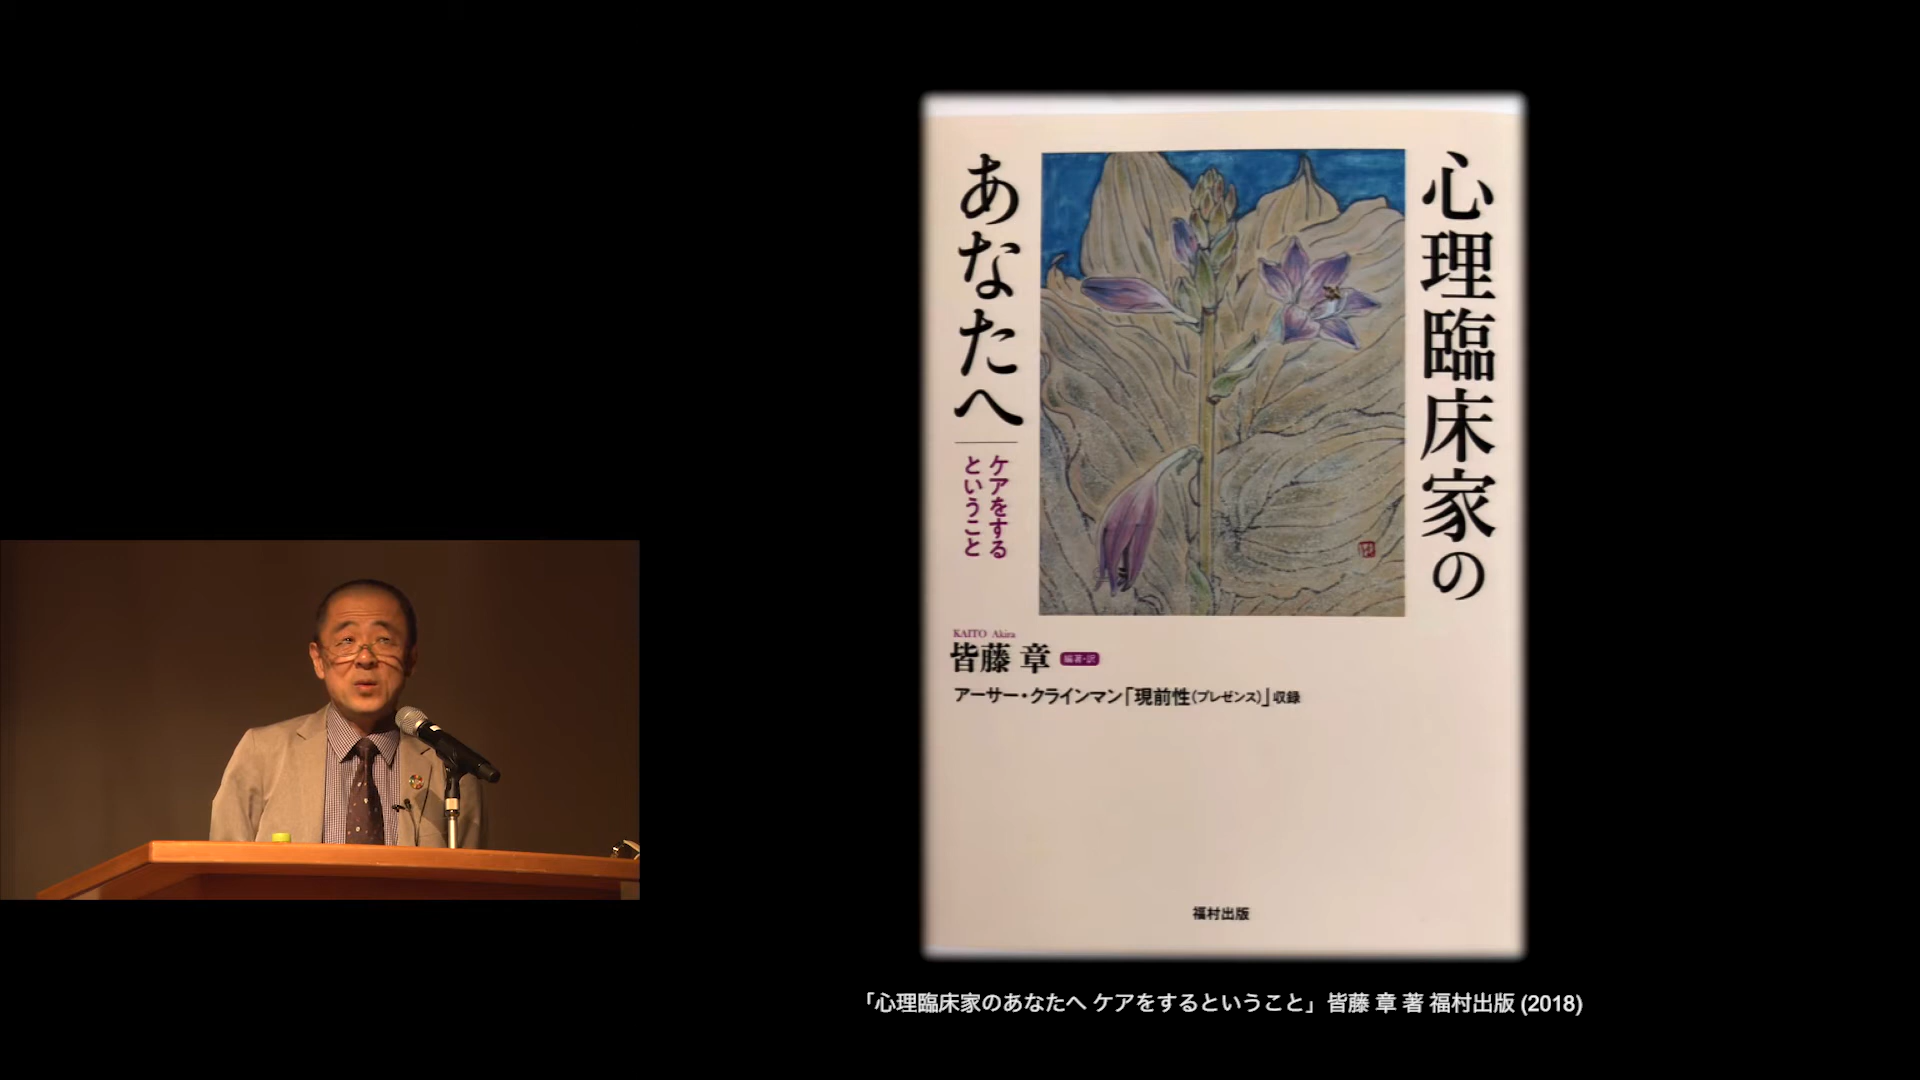 心理臨床家の
あなたへ
ケアをする
ということ
KAITO Akira
皆藤 章 編著・訳
アーサー・クラインマン「現前性(プレゼンス)」収録
福村出版
「心理臨床家のあなたへ ケアをするということ」皆藤 章 著 福村出版 (2018)